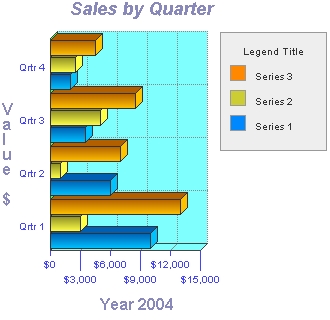 Sales by Quarter
Legend Title
Series 3
Series 2
Series 1
Value $
Qrtr 4
Qrtr 3
Qrtr 2
Qrtr 1
$0 $6,000 $12,000
$3,000 $9,000 $15,000
Year 2004